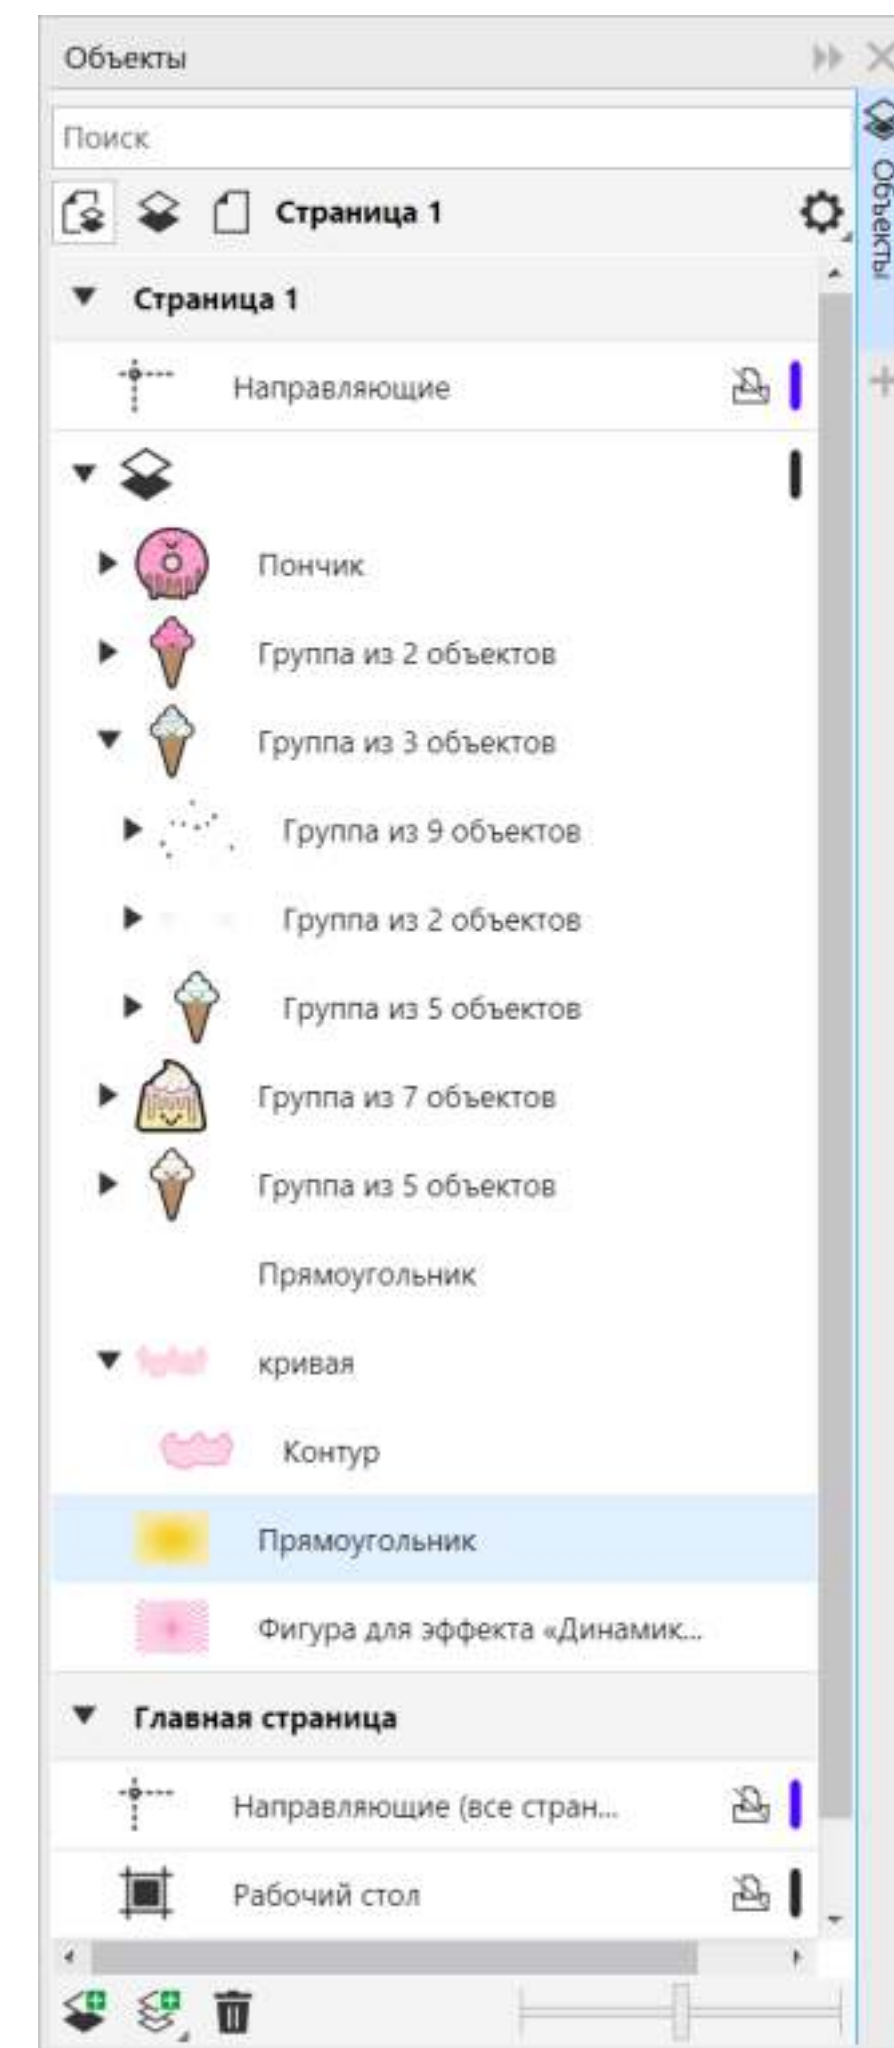 Объекты
Поиск
Страница 1
Объекты
Страница 1
Направляющие
Пончик
Группа из 2 объектов
Группа из 3 объектов
Группа из 9 объектов
Группа из 2 объектов
Группа из 5 объектов
Группа из 7 объектов
Группа из 5 объектов
Прямоугольник
кривая
Контур
Прямоугольник
Фигура для эффекта «Динамик...
Главная страница
Направляющие (все стран...
Рабочий стол